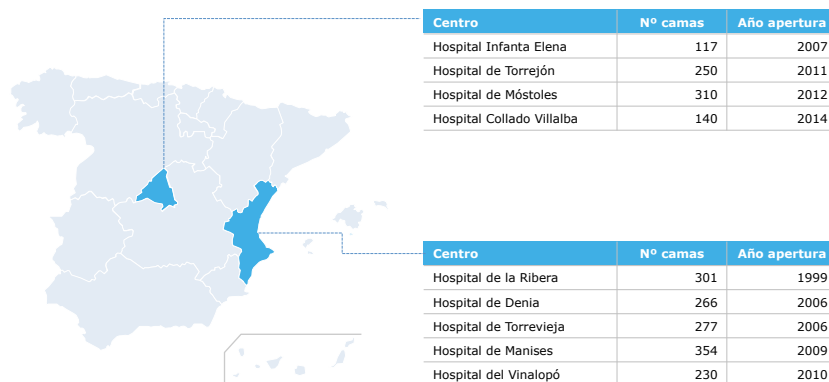 Centro Nº camas Año apertura
Hospital Infanta Elena 117 2007
Hospital de Torrejón 250 2011
Hospital de Móstoles 310 2012
Hospital Collado Villalba 140 2014
Centro Nº camas Año apertura
Hospital de la Ribera 301 1999
Hospital de Denia 266 2006
Hospital de Torrevieja 277 2006
Hospital de Manises 354 2009
Hospital del Vinalopó 230 2010